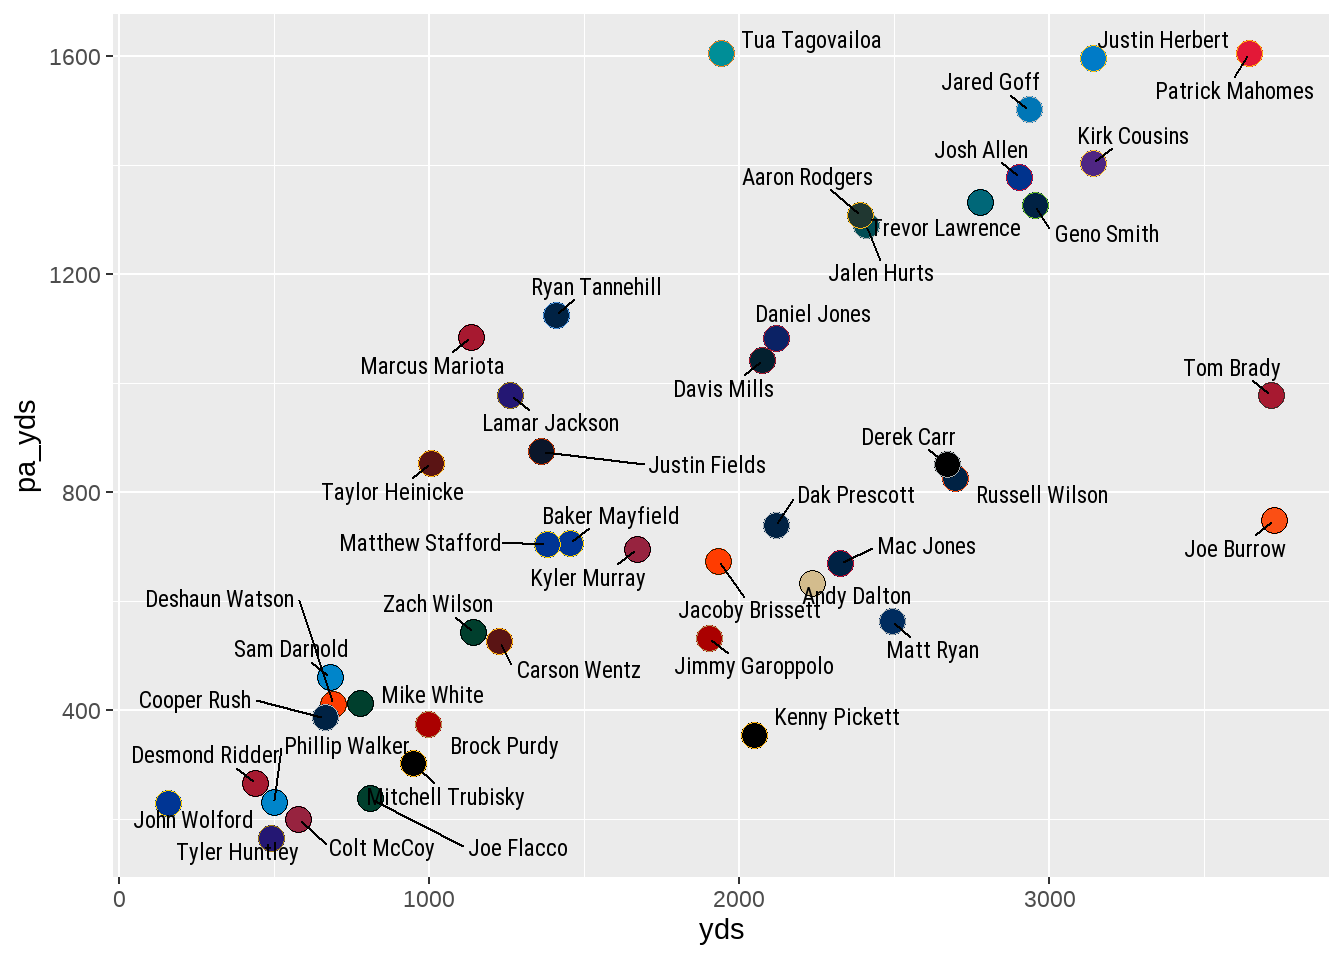 1600
1200
800
400
pa_yds
Tua Tagovailoa
Justin Herbert
Jared Goff
Patrick Mahomes
Kirk Cousins
Josh Allen
Aaron Rodgers
Trevor Lawrence
Geno Smith
Jalen Hurts
Ryan Tannehill
Daniel Jones
Marcus Mariota
Tom Brady
Davis Mills
Lamar Jackson
Derek Carr
Justin Fields
Taylor Heinicke
Dak Prescott
Russell Wilson
Baker Mayfield
Matthew Stafford
Mac Jones
Joe Burrow
Kyler Murray
Andy Dalton
Deshaun Watson
Zach Wilson
Jacoby Brissett
Sam Darnold
Matt Ryan
Carson Wentz
Jimmy Garoppolo
Cooper Rush
Mike White
Kenny Pickett
Phillip Walker
Brock Purdy
Desmond Ridder
Mitchell Trubisky
John Wolford
Tyler Huntley
Colt McCoy
Joe Flacco
0
1000
2000
3000
yds